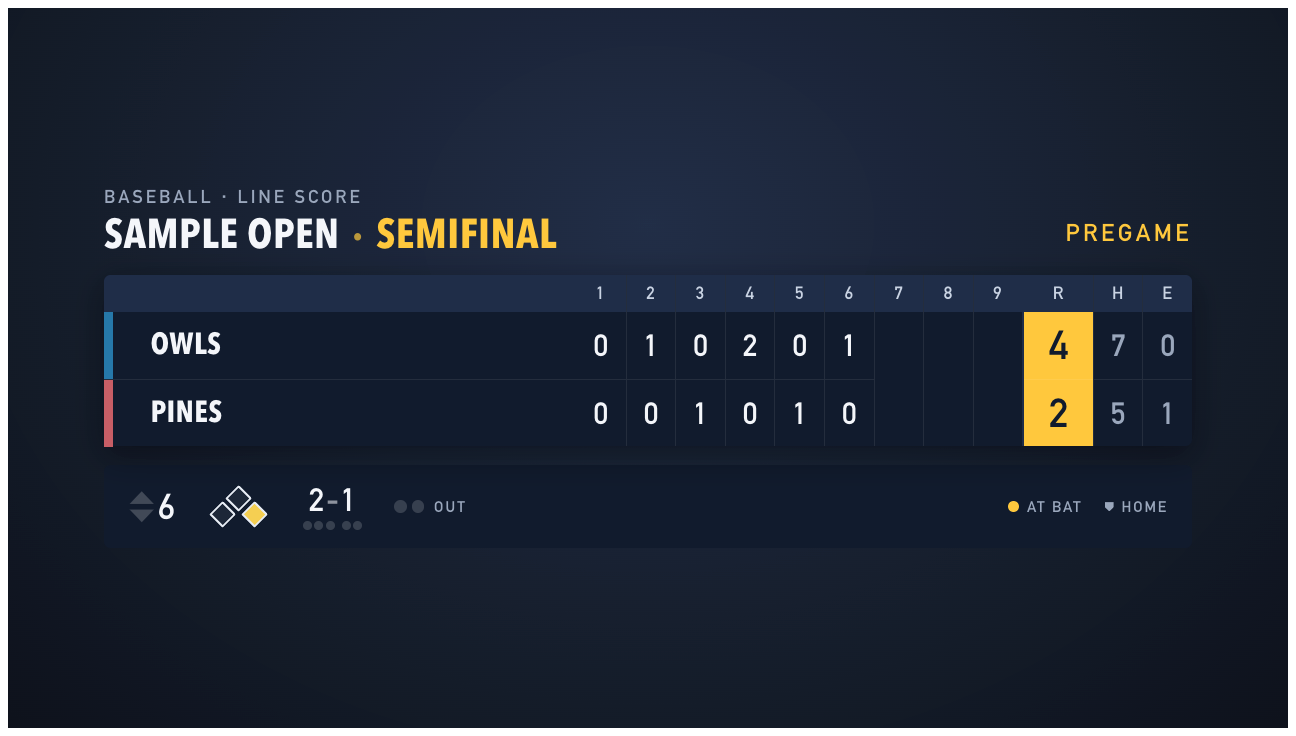 BASEBALL · LINE SCORE
SAMPLE OPEN · SEMIFINAL
PREGAME
1 2 3 4 5 6 7 8 9 R H E
OWLS 0 1 0 2 0 1 4 7 0
PINES 0 0 1 0 1 0 2 5 1
6 2-1 OUT AT BAT HOME